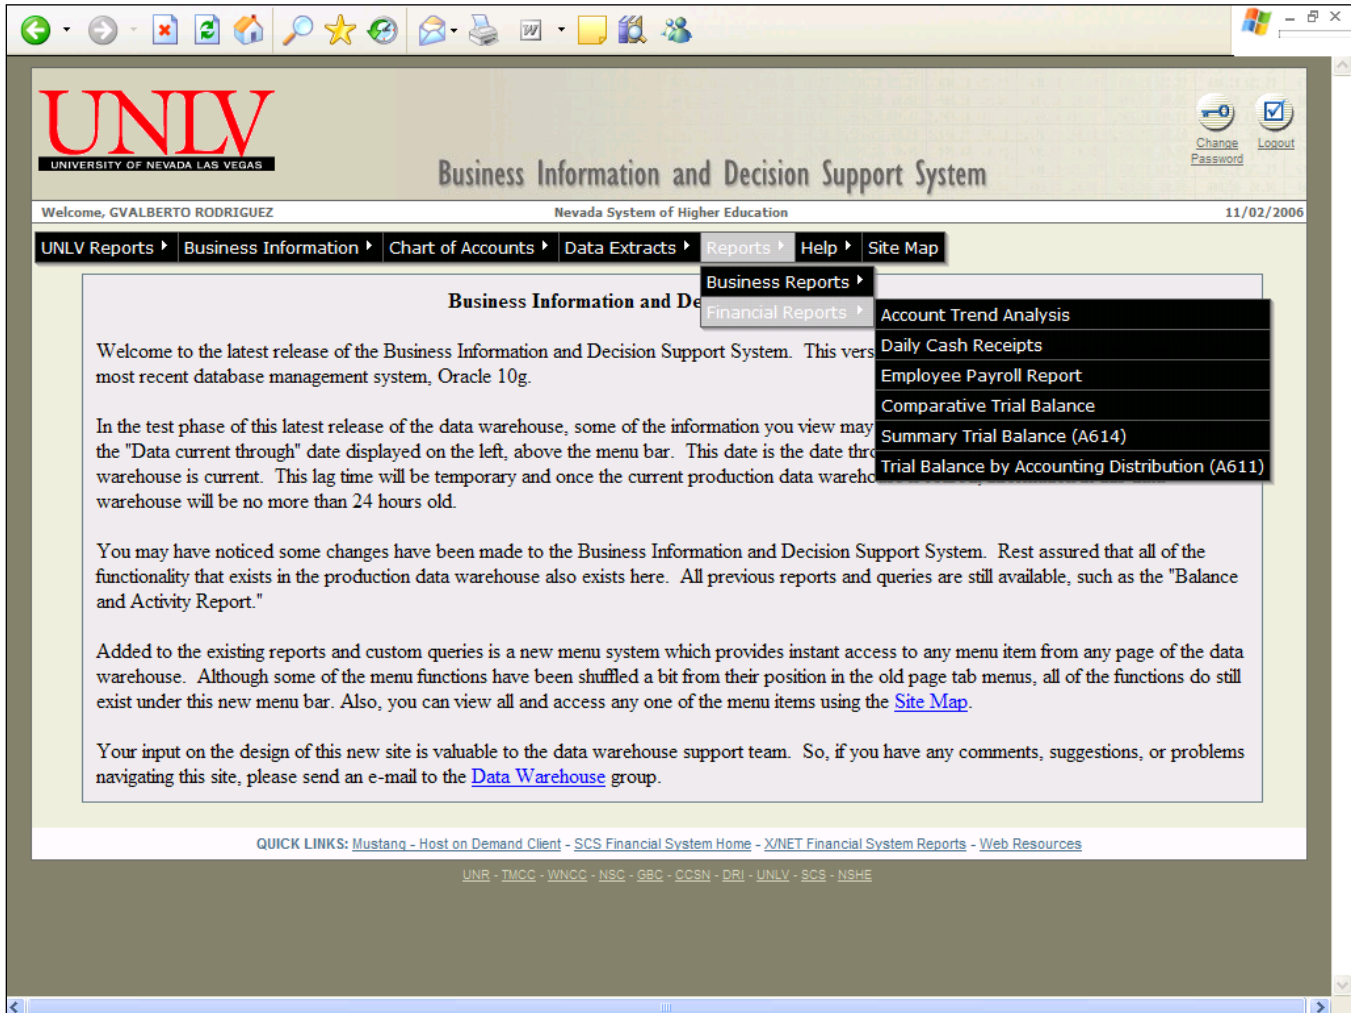 UNLV
UNIVERSITY OF NEVADA LAS VEGAS
Business Information and Decision Support System
Change Password
Logout
Welcome, GVALBERTO RODRIGUEZ
Nevada System of Higher Education
11/02/2006
UNLV Reports
Business Information
Chart of Accounts
Data Extracts
Reports
Help
Site Map
Business Reports
Financial Reports
Account Trend Analysis
Daily Cash Receipts
Employee Payroll Report
Comparative Trial Balance
Summary Trial Balance (A614)
Trial Balance by Accounting Distribution (A611)
Business Information and De
Welcome to the latest release of the Business Information and Decision Support System. This vers
most recent database management system, Oracle 10g.
In the test phase of this latest release of the data warehouse, some of the information you view may
the "Data current through" date displayed on the left, above the menu bar. This date is the date thro
warehouse is current. This lag time will be temporary and once the current production data wareho
warehouse will be no more than 24 hours old.
You may have noticed some changes have been made to the Business Information and Decision Support System. Rest assured that all of the
functionality that exists in the production data warehouse also exists here. All previous reports and queries are still available, such as the "Balance
and Activity Report."
Added to the existing reports and custom queries is a new menu system which provides instant access to any menu item from any page of the data
warehouse. Although some of the menu functions have been shuffled a bit from their position in the old page tab menus, all of the functions do still
exist under this new menu bar. Also, you can view all and access any one of the menu items using the Site Map.
Your input on the design of this new site is valuable to the data warehouse support team. So, if you have any comments, suggestions, or problems
navigating this site, please send an e-mail to the Data Warehouse group.
QUICK LINKS: Mustang - Host on Demand Client - SCS Financial System Home - X/NET Financial System Reports - Web Resources
UNR - TMCC - WNCC - NSC - GBC - CCSN - DRI - UNLV - SCS - NSHE